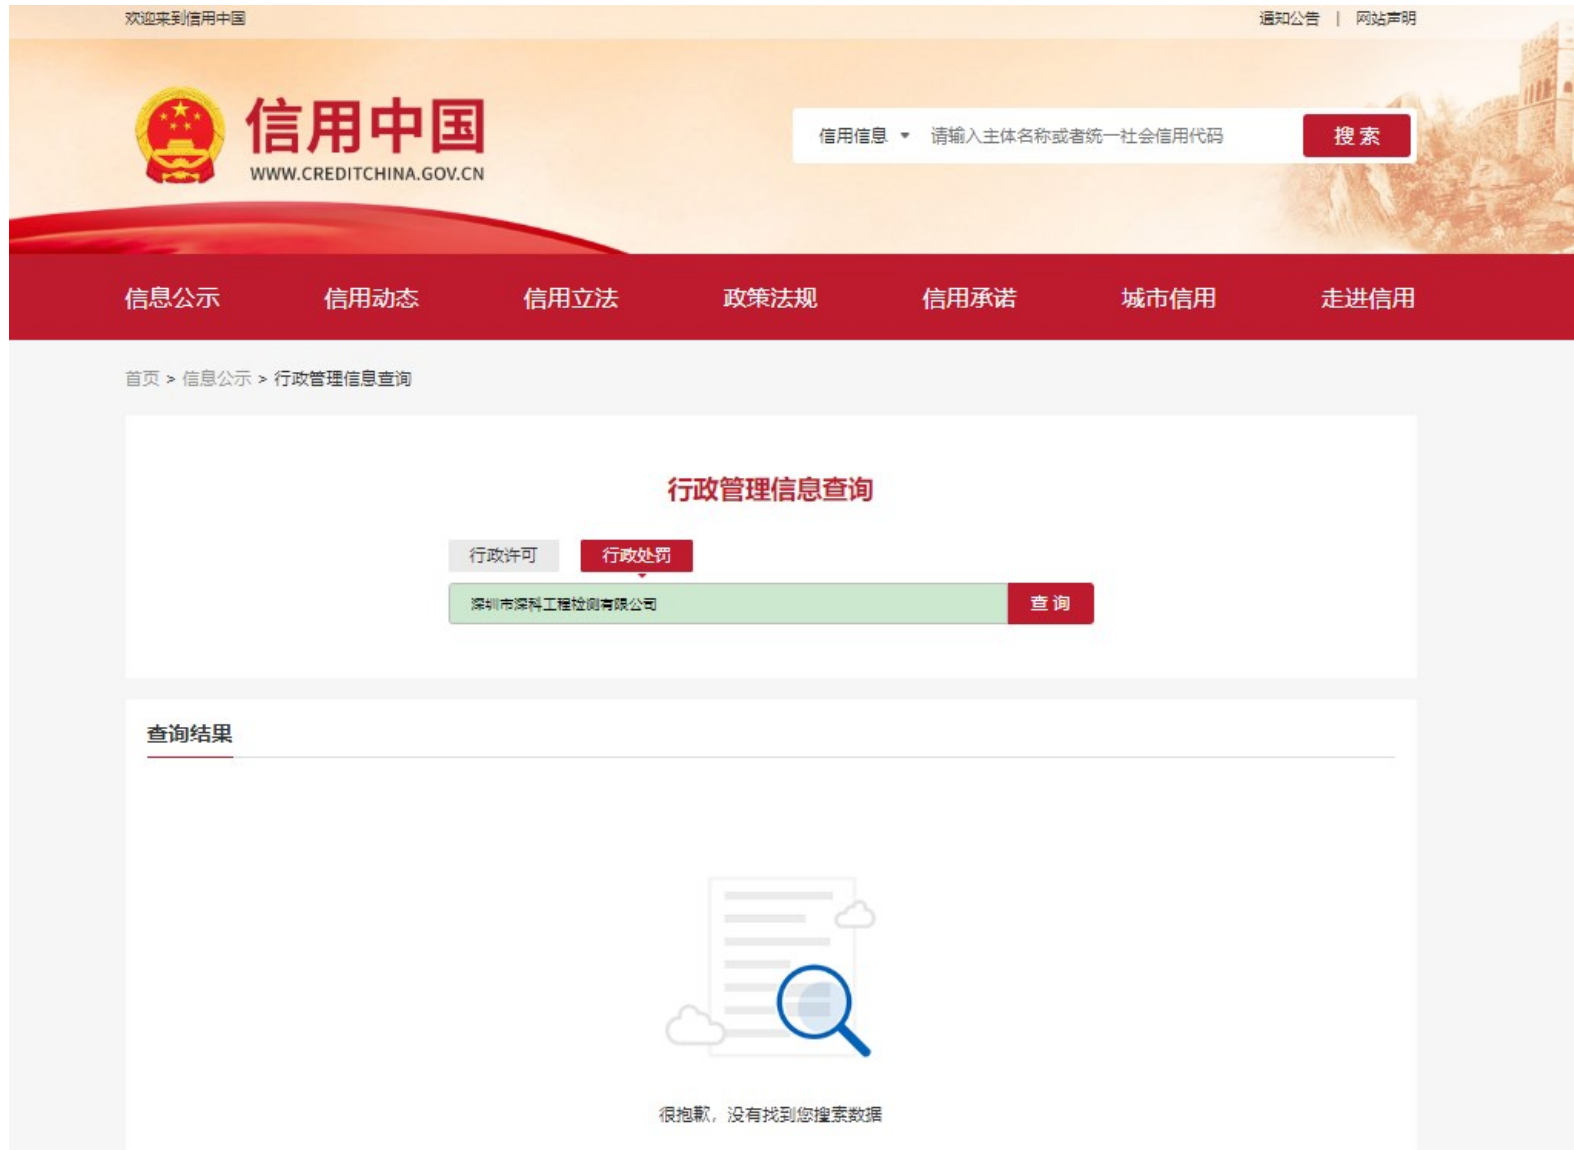 欢迎来到信用中国
通知公告 | 网站声明
信用中国
WWW.CREDITCHINA.GOV.CN
信用信息 请输入主体名称或者统一社会信用代码 搜索
信息公示 信用动态 信用立法 政策法规 信用承诺 城市信用 走进信用
首页 > 信息公示 > 行政管理信息查询
行政管理信息查询
行政许可 行政处罚
深圳市深科工程检测有限公司 查询
查询结果
很抱歉，没有找到您搜索数据